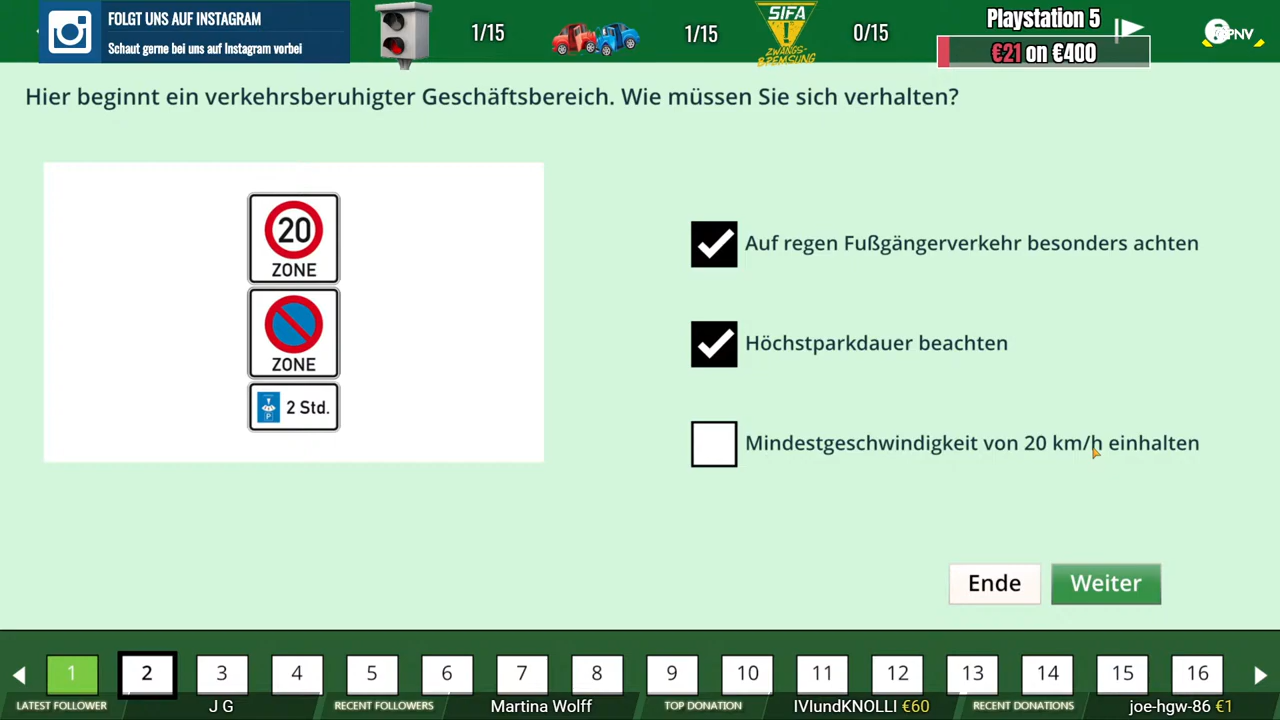 FOLGT UNS AUF INSTAGRAM
Schaut gerne bei uns auf Instagram vorbei
1/15
1/15
SIFA
ZWANGS-
BREMSUNG
0/15
Playstation 5
€21 on €400
ÖPNV
Hier beginnt ein verkehrsberuhigter Geschäftsbereich. Wie müssen Sie sich verhalten?
20
ZONE
ZONE
P
2 Std.
Auf regen Fußgängerverkehr besonders achten
Höchstparkdauer beachten
Mindestgeschwindigkeit von 20 km/h einhalten
Ende
Weiter
1 2 3 4 5 6 7 8 9 10 11 12 13 14 15 16
LATEST FOLLOWER J G RECENT FOLLOWERS Martina Wolff TOP DONATION IVIundKNOLLI €60 RECENT DONATIONS joe-hgw-86 €1